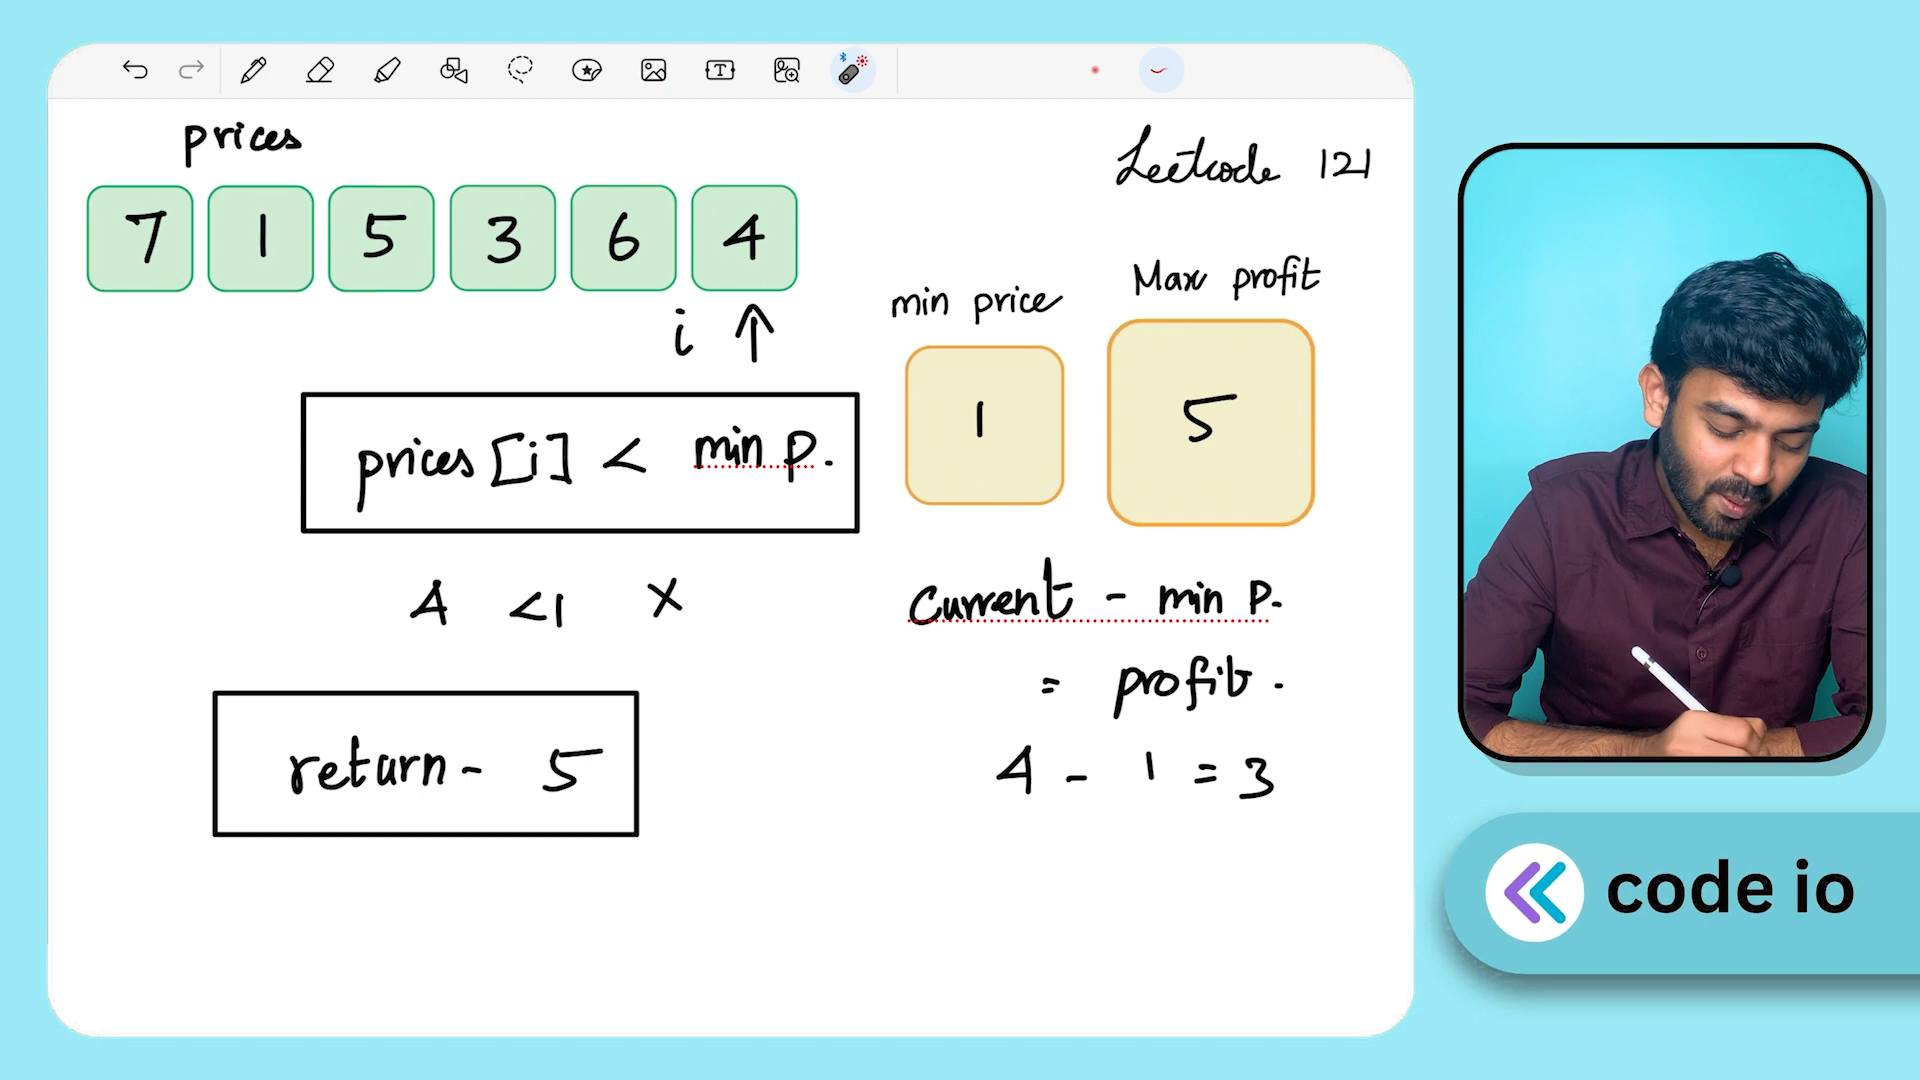 prices
Leetcode 121
7 1 5 3 6 4
Max profit
min price
i ↑
1
5
prices [i] < min p.
4 <1 ×
Current - min P.
= profit.
return - 5
4 - 1 = 3
code io